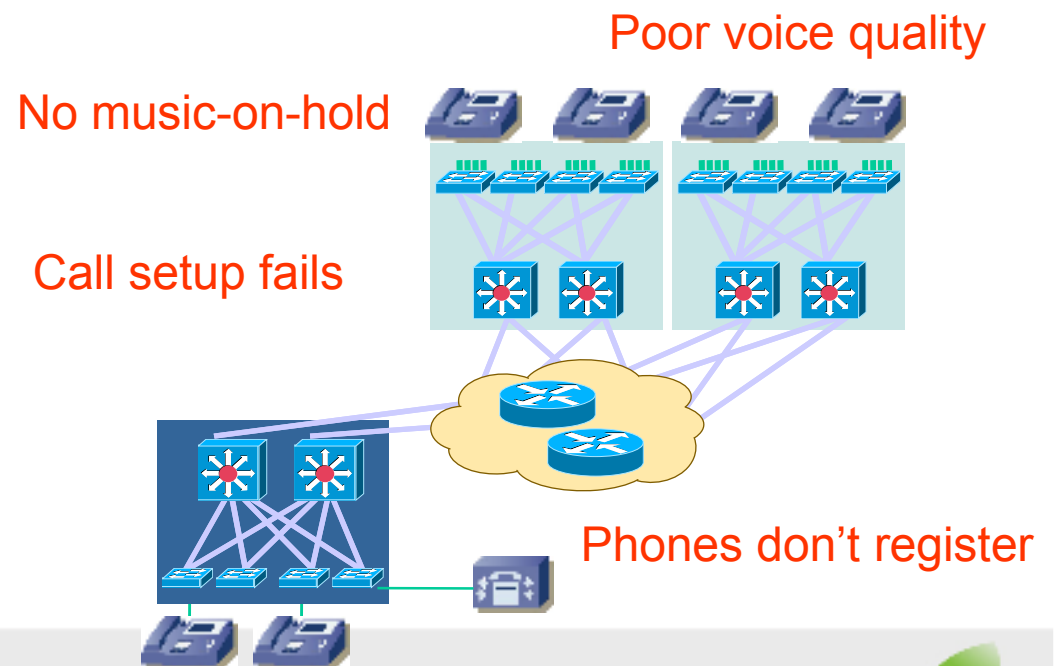 Poor voice quality
No music-on-hold
Call setup fails
Phones don’t register